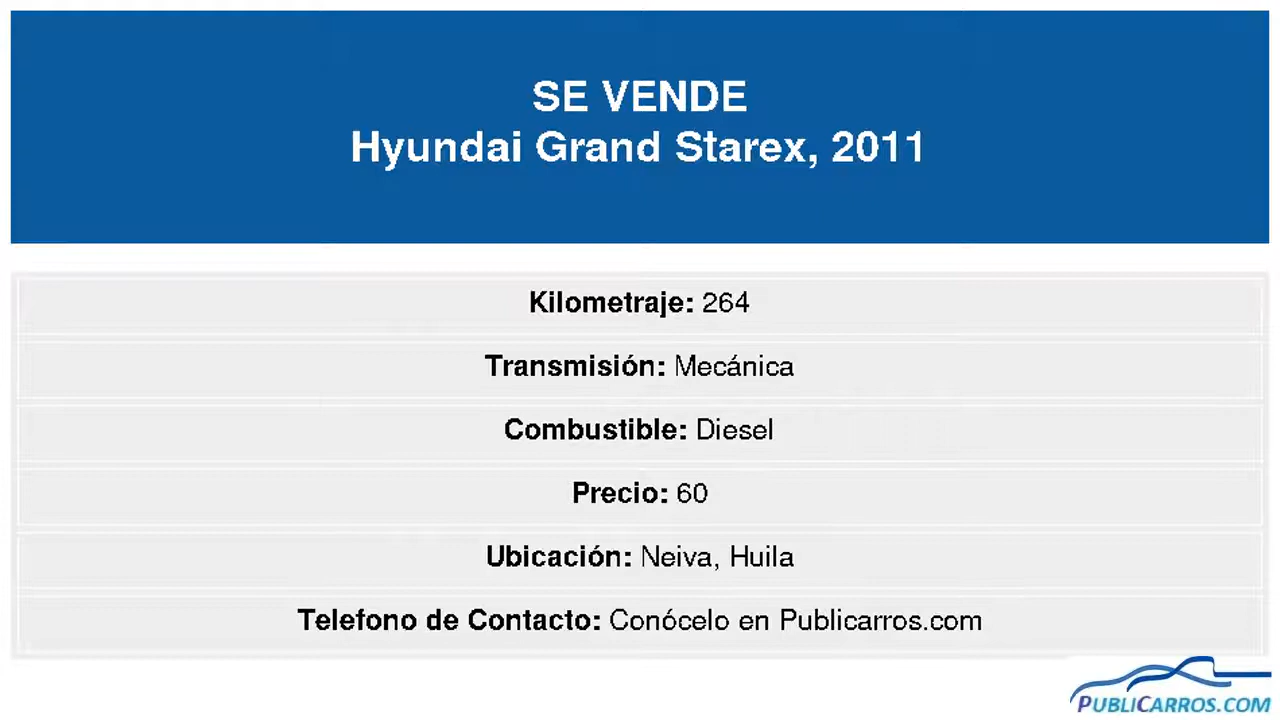 SE VENDE
Hyundai Grand Starex, 2011
Kilometraje: 264
Transmisión: Mecánica
Combustible: Diesel
Precio: 60
Ubicación: Neiva, Huila
Telefono de Contacto: Conócelo en Publicarros.com
PUBLICARROS.COM